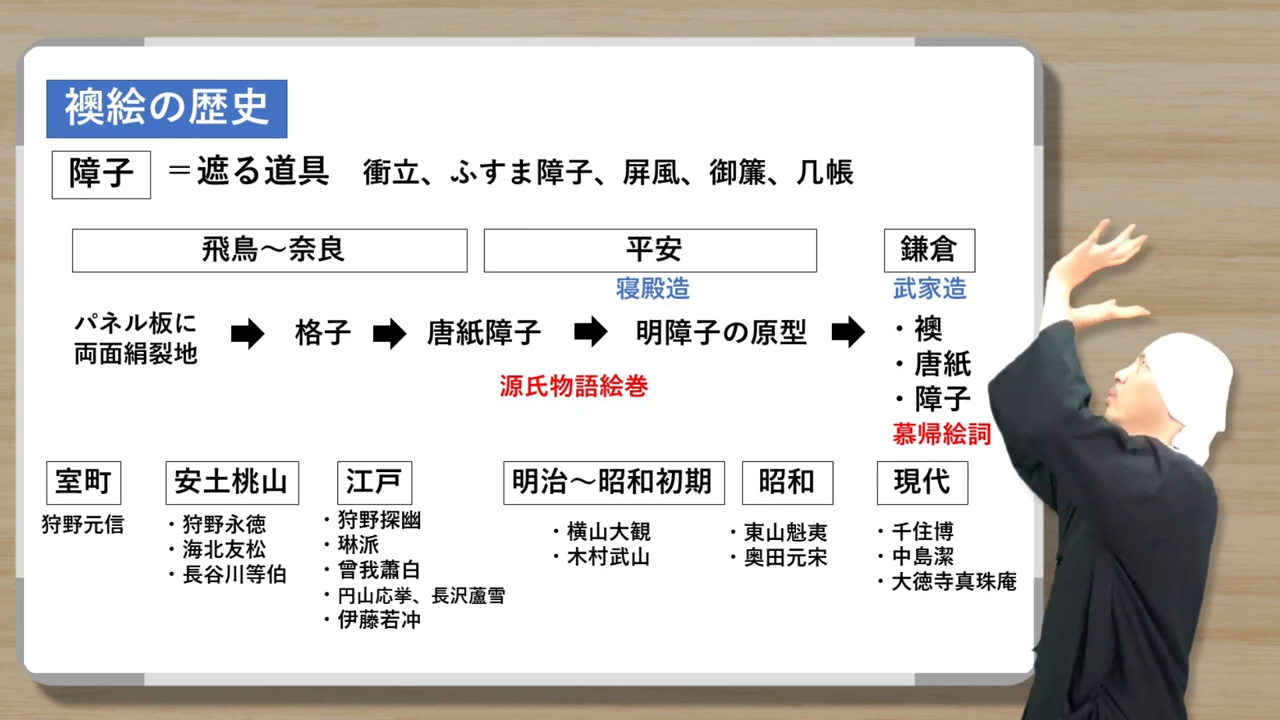 襖絵の歴史
障子 ＝遮る道具 衝立、ふすま障子、屏風、御簾、几帳
飛鳥～奈良 平安 鎌倉
寝殿造 武家造
パネル板に
両面絹裂地
格子 唐紙障子 明障子の原型
・襖
・唐紙
・障子
源氏物語絵巻
慕帰絵詞
室町
狩野元信
安土桃山
・狩野永徳
・海北友松
・長谷川等伯
江戸
・狩野探幽
・琳派
・曾我蕭白
・円山応挙、長沢蘆雪
・伊藤若冲
明治～昭和初期
・横山大観
・木村武山
昭和
・東山魁夷
・奥田元宋
現代
・千住博
・中島潔
・大徳寺真珠庵